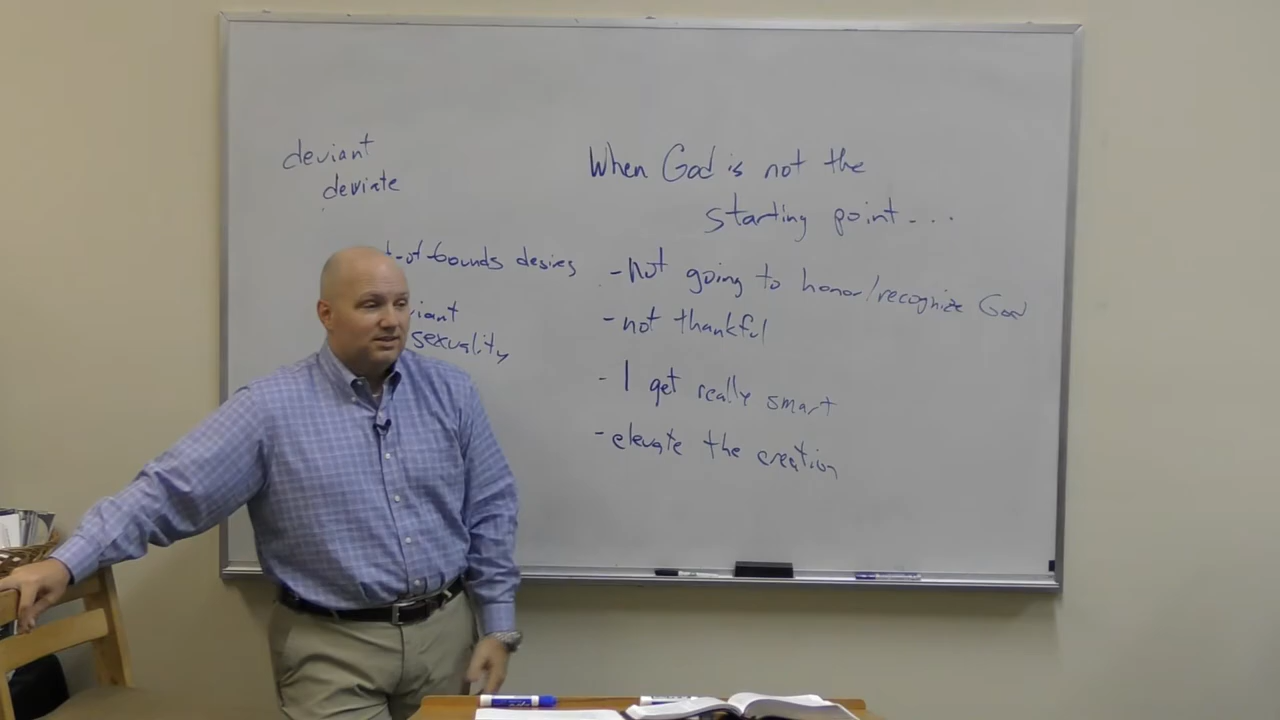 deviant
deviate
-of-bounds desires
sexuality
When God is not the
starting point...
-not going to honor/recognize God
-not thankful
- I get really smart
-elevate the creation